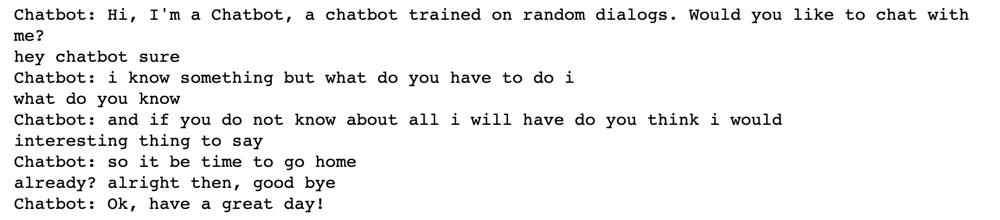 Chatbot: Hi, I'm a Chatbot, a chatbot trained on random dialogs. Would you like to chat with
me?
hey chatbot sure
Chatbot: i know something but what do you have to do i
what do you know
Chatbot: and if you do not know about all i will have do you think i would
interesting thing to say
Chatbot: so it be time to go home
already? alright then, good bye
Chatbot: Ok, have a great day!